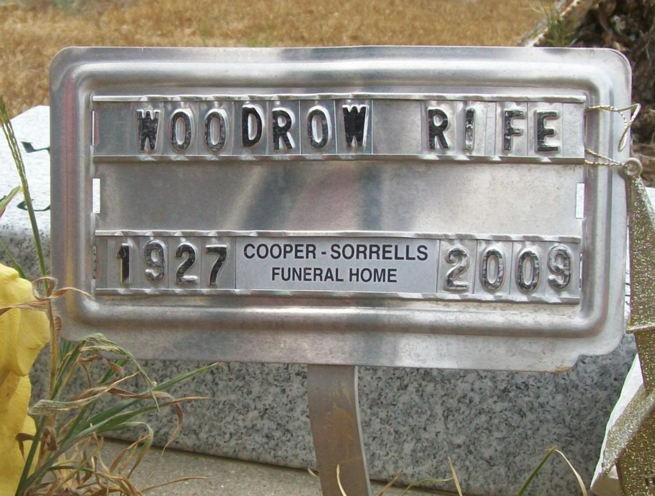 WOODROW RIFE
1927 COOPER - SORRELLS 2009
FUNERAL HOME